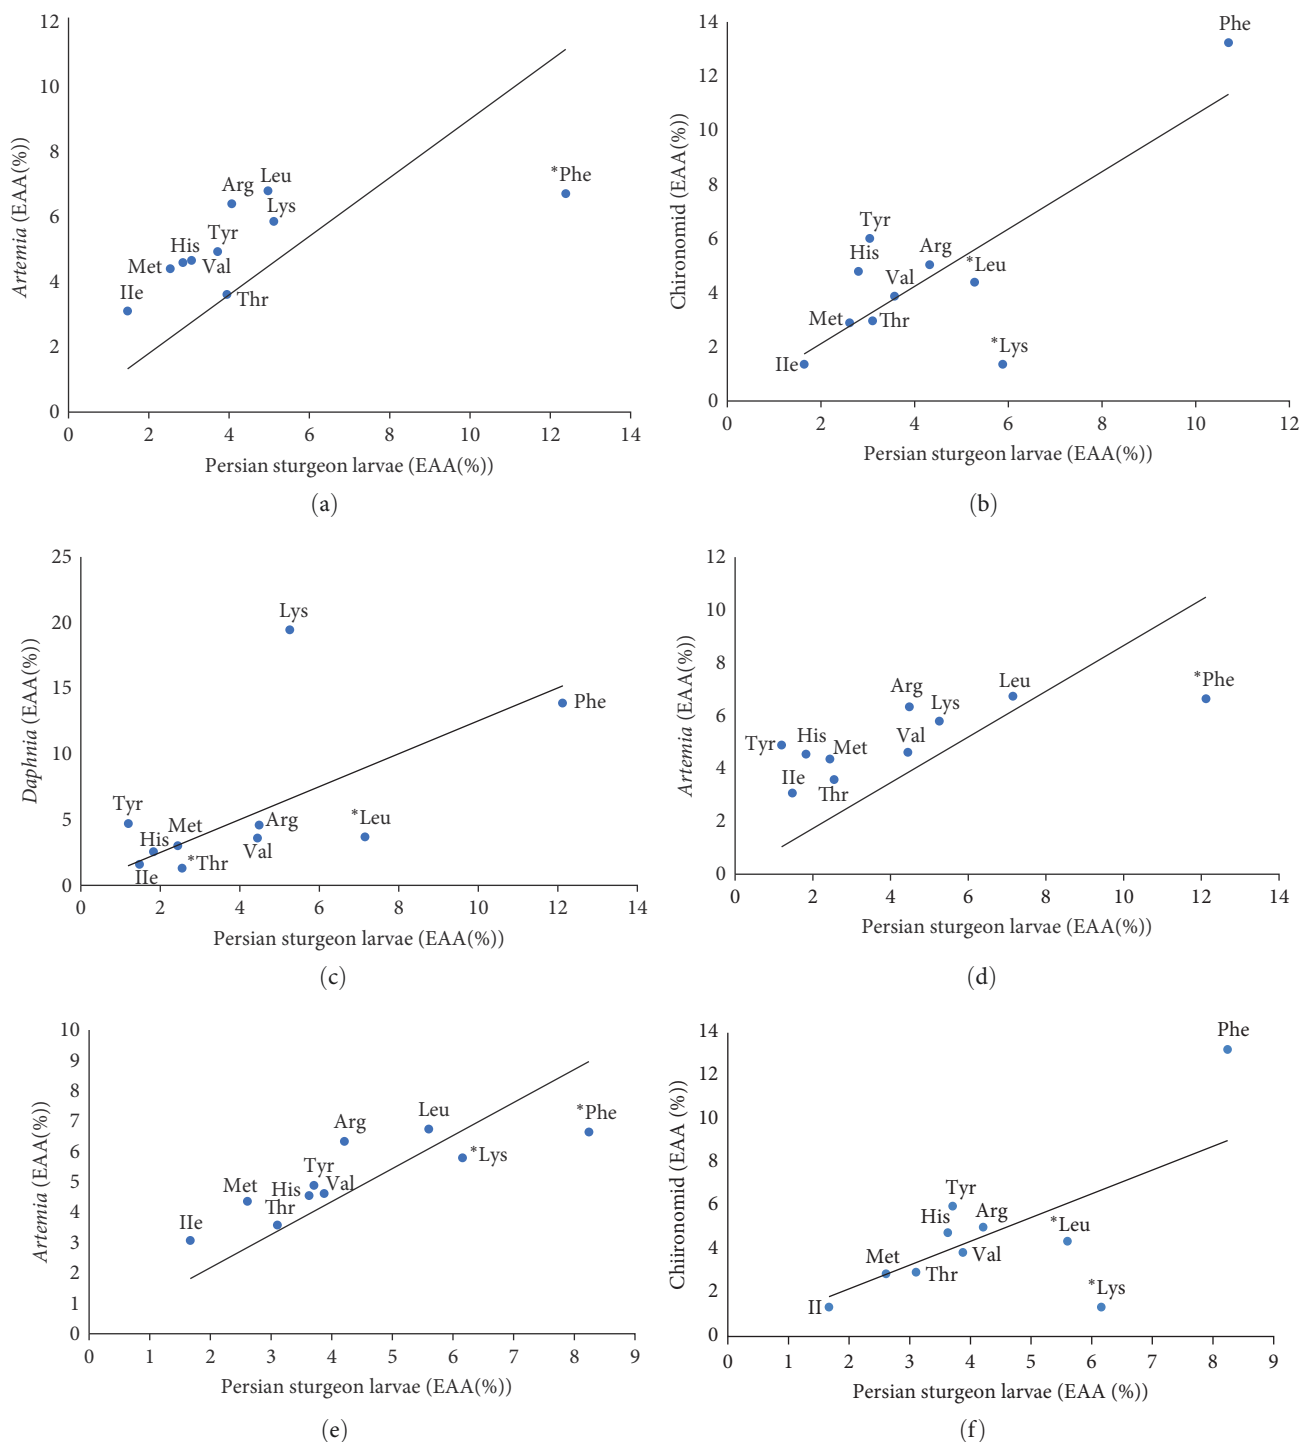 12
10
8
6
4
2
0
Artemia (EAA(%))
*Phe
Leu
Arg
Lys
Tyr
His
Val
Met
IIe
Thr
0 2 4 6 8 10 12 14
Persian sturgeon larvae (EAA(%))
(a)
14
12
10
8
6
4
2
0
Chironomid (EAA(%))
Phe
Tyr
His
Arg
*Leu
Val
Met
Thr
*Lys
IIe
0 2 4 6 8 10 12
Persian sturgeon larvae (EAA(%))
(b)
25
20
15
10
5
0
Daphnia (EAA(%))
Lys
Phe
Tyr
Met
His
Arg
*Leu
Val
*Thr
IIe
0 2 4 6 8 10 12 14
Persian sturgeon larvae (EAA(%))
(c)
12
10
8
6
4
2
0
Artemia (EAA(%))
*Phe
Leu
Arg
Lys
Val
Tyr
His
Met
IIe
Thr
0 2 4 6 8 10 12 14
Persian sturgeon larvae (EAA(%))
(d)
10
9
8
7
6
5
4
3
2
1
0
Artemia (EAA(%))
*Phe
Leu
Arg
*Lys
Tyr
Val
His
Met
Thr
IIe
0 1 2 3 4 5 6 7 8 9
Persian sturgeon larvae (EAA(%))
(e)
14
12
10
8
6
4
2
0
Chiironomid (EAA (%))
Phe
Tyr
His
Arg
*Leu
Val
Met
Thr
*Lys
II
0 1 2 3 4 5 6 7 8 9
Persian sturgeon larvae (EAA (%))
(f)